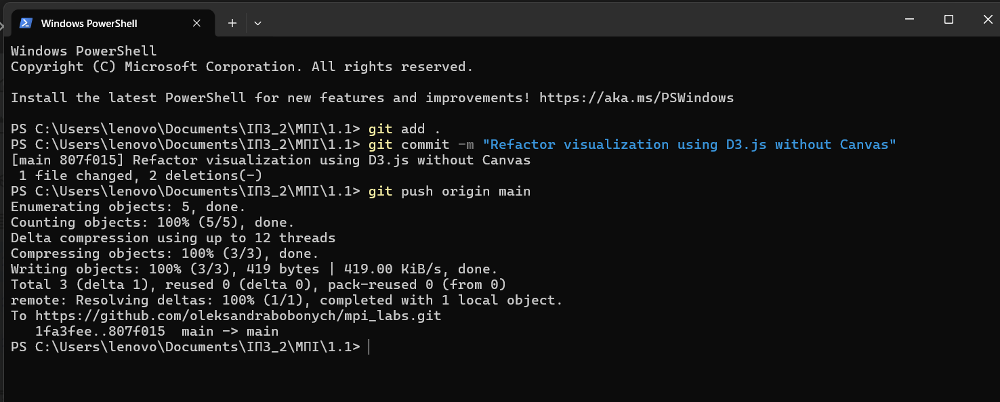 Windows PowerShell
Windows PowerShell
Copyright (C) Microsoft Corporation. All rights reserved.
Install the latest PowerShell for new features and improvements! https://aka.ms/PSWindows
PS C:\Users\lenovo\Documents\ІПЗ_2\МПІ\1.1> git add .
PS C:\Users\lenovo\Documents\ІПЗ_2\МПІ\1.1> git commit -m "Refactor visualization using D3.js without Canvas"
[main 807f015] Refactor visualization using D3.js without Canvas
 1 file changed, 2 deletions(-)
PS C:\Users\lenovo\Documents\ІПЗ_2\МПІ\1.1> git push origin main
Enumerating objects: 5, done.
Counting objects: 100% (5/5), done.
Delta compression using up to 12 threads
Compressing objects: 100% (3/3), done.
Writing objects: 100% (3/3), 419 bytes | 419.00 KiB/s, done.
Total 3 (delta 1), reused 0 (delta 0), pack-reused 0 (from 0)
remote: Resolving deltas: 100% (1/1), completed with 1 local object.
To https://github.com/oleksandrabobonych/mpi_labs.git
   1fa3fee..807f015  main -> main
PS C:\Users\lenovo\Documents\ІПЗ_2\МПІ\1.1>